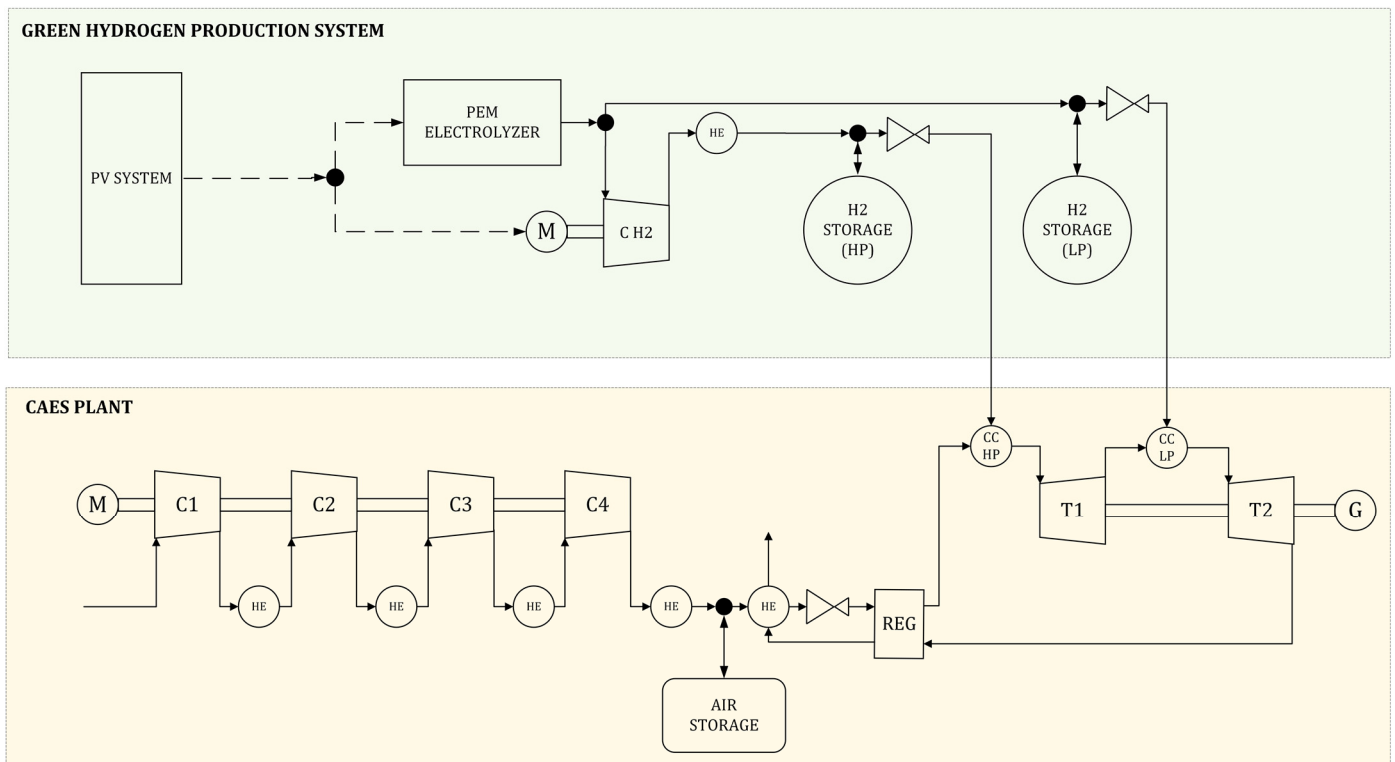 GREEN HYDROGEN PRODUCTION SYSTEM
PV SYSTEM
PEM
ELECTROLYZER
M
C H2
HE
H2
STORAGE
(HP)
H2
STORAGE
(LP)
CAES PLANT
CC
HP
CC
LP
M
C1
C2
C3
C4
T1
T2
G
HE
HE
HE
HE
HE
REG
AIR
STORAGE